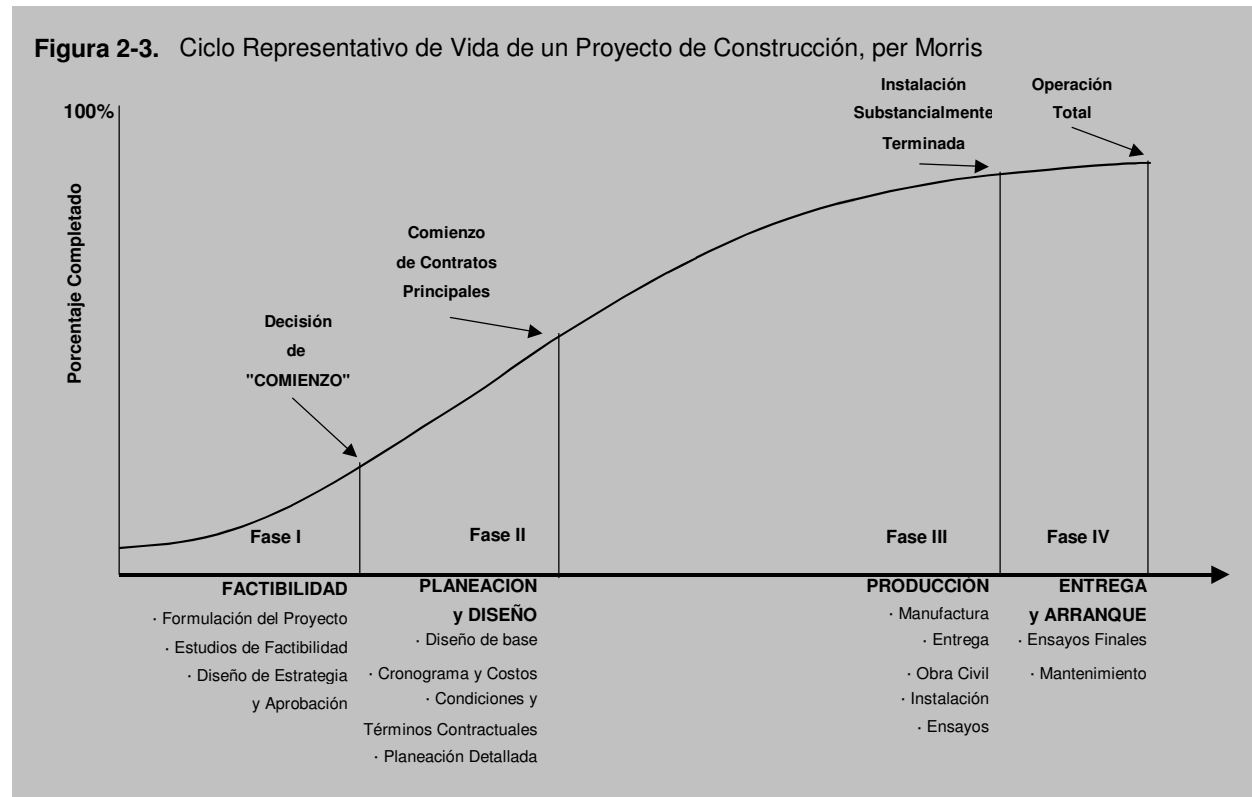 Figura 2-3. Ciclo Representativo de Vida de un Proyecto de Construcción, per Morris
100%
Porcentaje Completado
Decisión
de
"COMIENZO"
Comienzo
de Contratos
Principales
Instalación
Substancialmente
Terminada
Operación
Total
Fase I
Fase II
Fase III
Fase IV
FACTIBILIDAD
· Formulación del Proyecto
· Estudios de Factibilidad
· Diseño de Estrategia
y Aprobación
PLANEACION
y DISEÑO
· Diseño de base
· Cronograma y Costos
· Condiciones y
Términos Contractuales
· Planeación Detallada
PRODUCCIÓN
· Manufactura
· Entrega
· Obra Civil
· Instalación
· Ensayos
ENTREGA
y ARRANQUE
· Ensayos Finales
· Mantenimiento